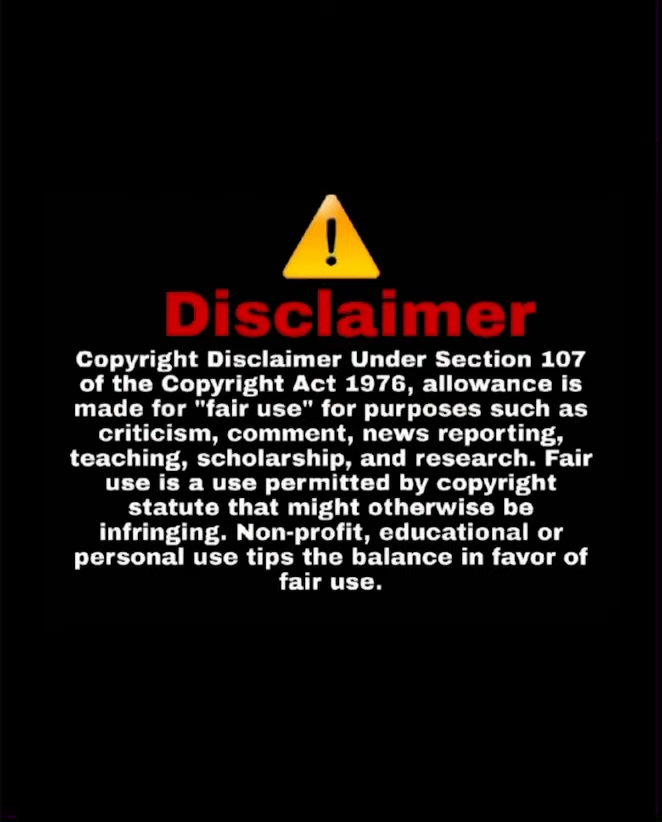 Disclaimer
Copyright Disclaimer Under Section 107
of the Copyright Act 1976, allowance is
made for "fair use" for purposes such as
criticism, comment, news reporting,
teaching, scholarship, and research. Fair
use is a use permitted by copyright
statute that might otherwise be
infringing. Non-profit, educational or
personal use tips the balance in favor of
fair use.